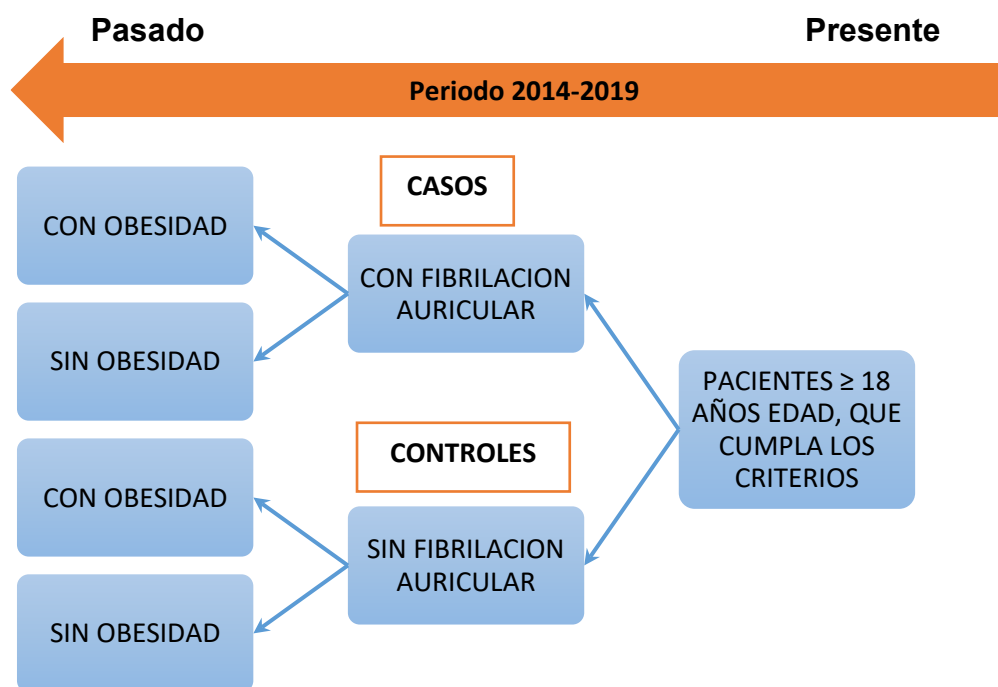 Pasado
Presente
Periodo 2014-2019
CON OBESIDAD
SIN OBESIDAD
CASOS
CON FIBRILACION
AURICULAR
CONTROLES
CON OBESIDAD
SIN OBESIDAD
SIN FIBRILACION
AURICULAR
PACIENTES ≥ 18
AÑOS EDAD, QUE
CUMPLA LOS
CRITERIOS